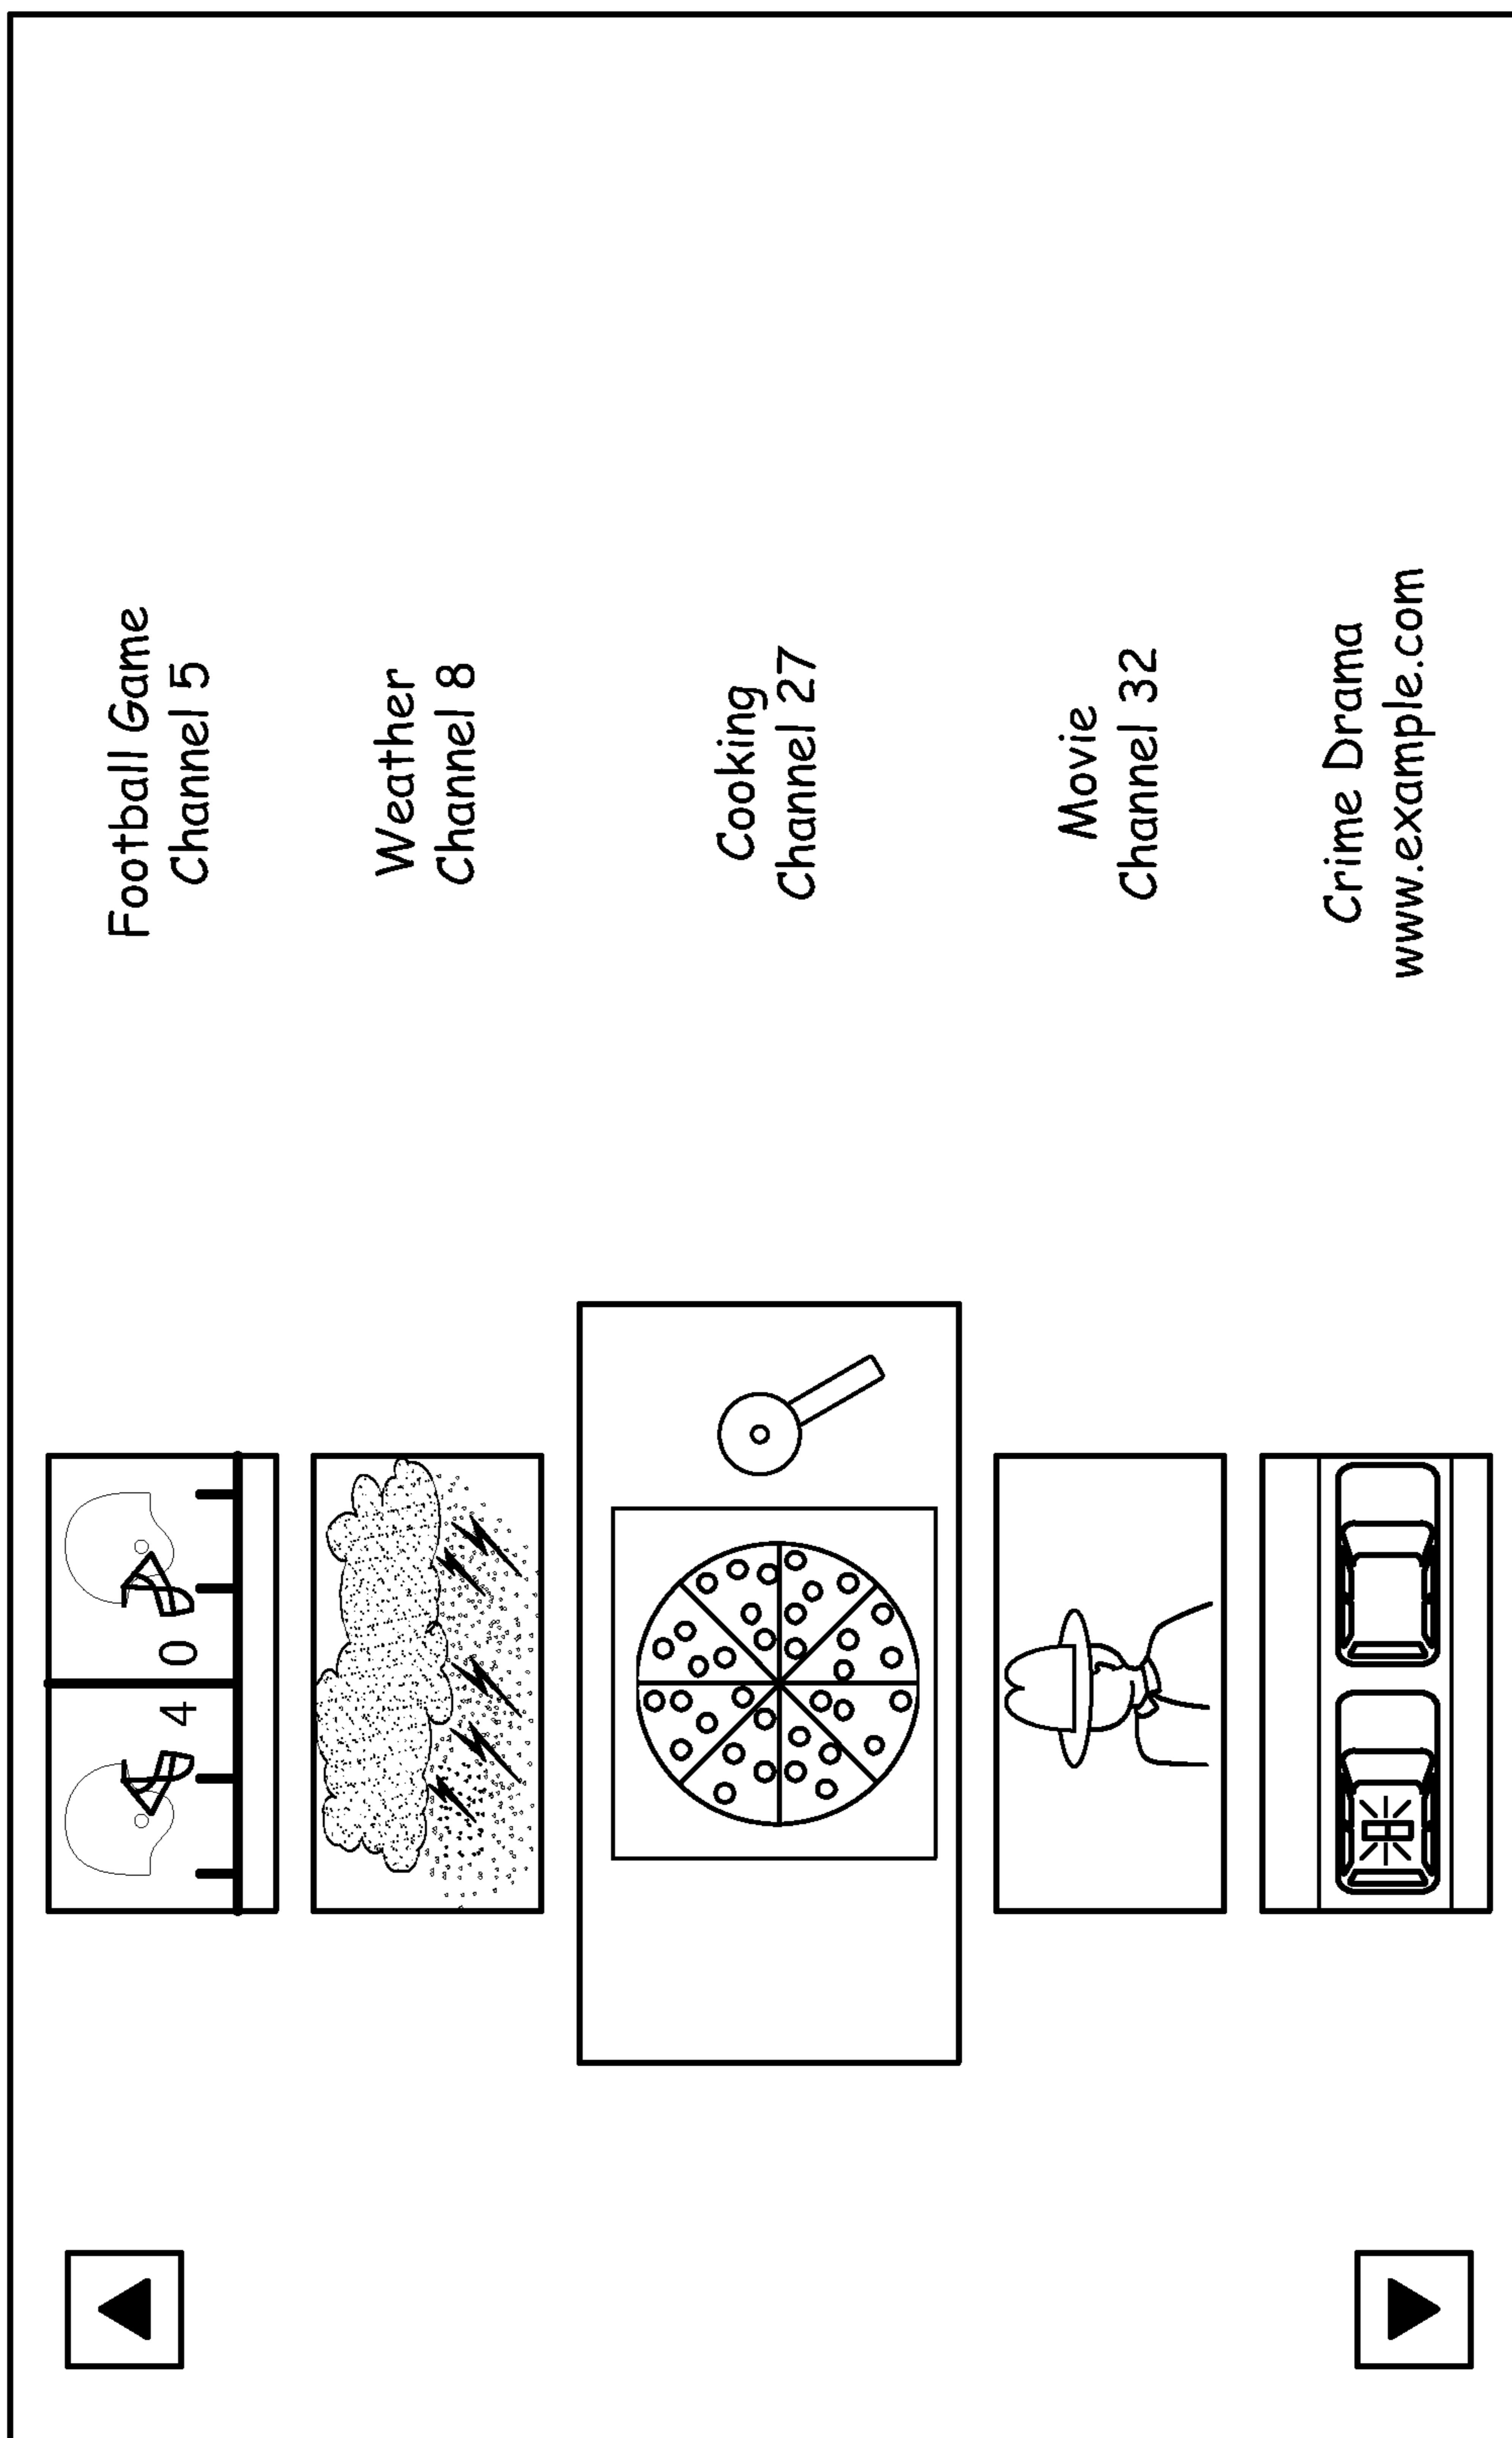 Football Game
Channel 5
4 0
Weather
Channel 8
Cooking
Channel 27
Movie
Channel 32
Crime Drama
www.example.com